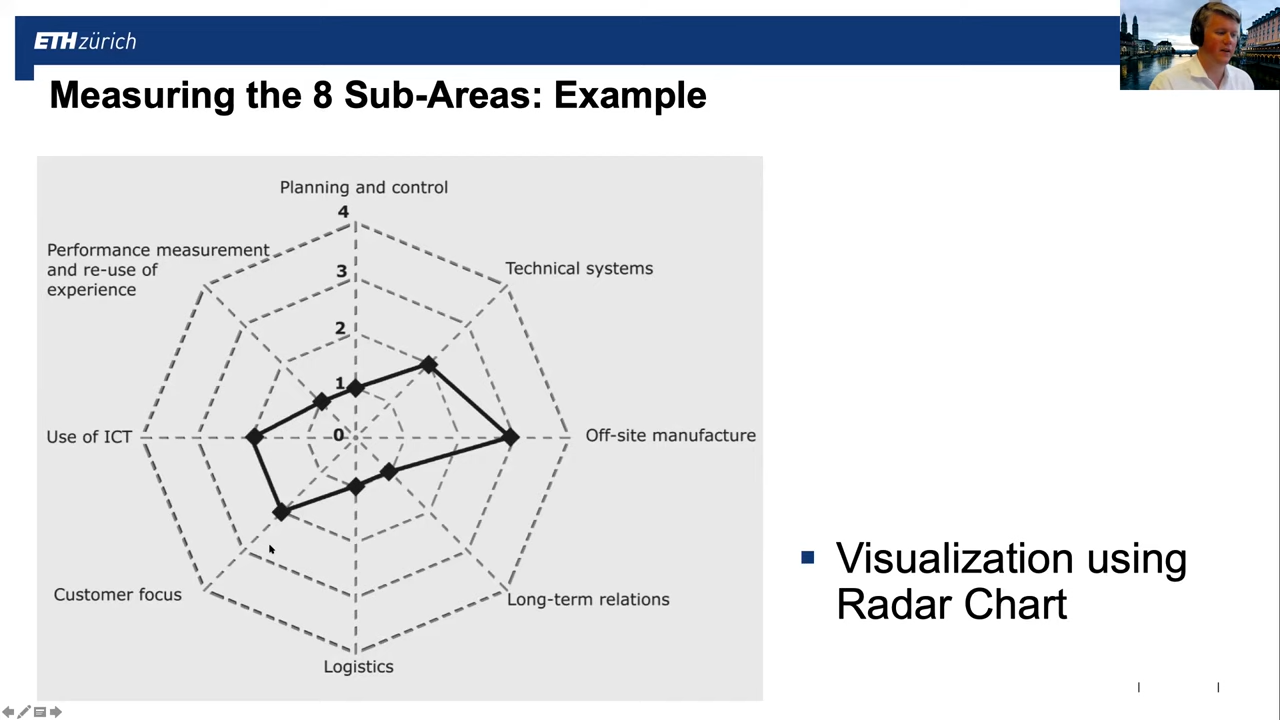 ETH zürich
Measuring the 8 Sub-Areas: Example
Planning and control
4
Performance measurement
and re-use of
experience
3
Technical systems
2
1
Use of ICT
0
Off-site manufacture
Customer focus
Long-term relations
Logistics
Visualization using
Radar Chart